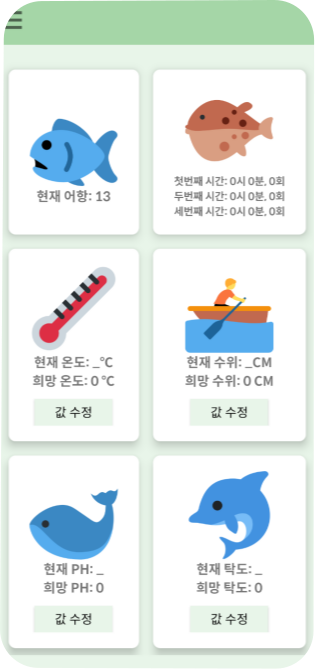 현재 어항: 13
첫번째 시간: 0시 0분, 0회
두번째 시간: 0시 0분, 0회
세번째 시간: 0시 0분, 0회
현재 온도: _°C
희망 온도: 0 °C
값 수정
현재 수위: _CM
희망 수위: 0 CM
값 수정
현재 PH: _
희망 PH: 0
값 수정
현재 탁도: _
희망 탁도: 0
값 수정